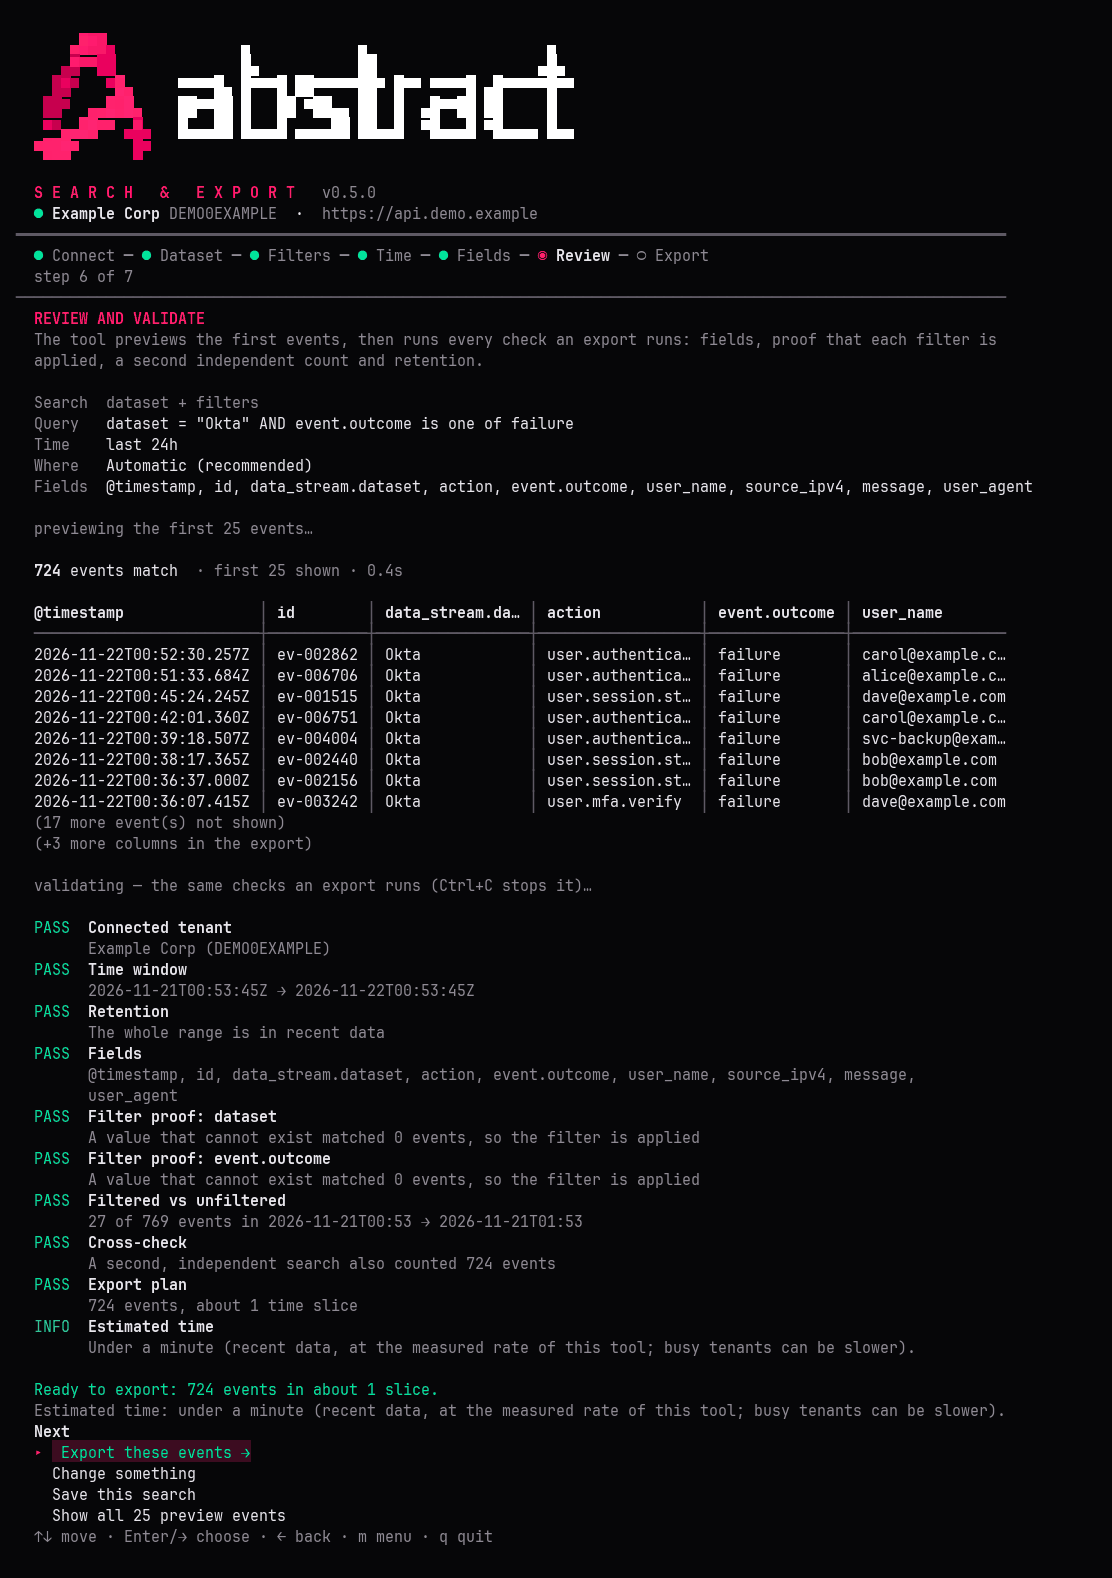 abstract
SEARCH & EXPORT v0.5.0
● Example Corp DEMO0EXAMPLE · https://api.demo.example
● Connect — ● Dataset — ● Filters — ● Time — ● Fields — ◉ Review — ○ Export
step 6 of 7
REVIEW AND VALIDATE
The tool previews the first events, then runs every check an export runs: fields, proof that each filter is
applied, a second independent count and retention.
Search dataset + filters
Query dataset = "Okta" AND event.outcome is one of failure
Time last 24h
Where Automatic (recommended)
Fields @timestamp, id, data_stream.dataset, action, event.outcome, user_name, source_ipv4, message, user_agent
previewing the first 25 events…
724 events match · first 25 shown · 0.4s
@timestamp │ id │ data_stream.da… │ action │ event.outcome │ user_name
2026-11-22T00:52:30.257Z │ ev-002862 │ Okta │ user.authentica… │ failure │ carol@example.c…
2026-11-22T00:51:33.684Z │ ev-006706 │ Okta │ user.authentica… │ failure │ alice@example.c…
2026-11-22T00:45:24.245Z │ ev-001515 │ Okta │ user.session.st… │ failure │ dave@example.com
2026-11-22T00:42:01.360Z │ ev-006751 │ Okta │ user.authentica… │ failure │ carol@example.c…
2026-11-22T00:39:18.507Z │ ev-004004 │ Okta │ user.authentica… │ failure │ svc-backup@exam…
2026-11-22T00:38:17.365Z │ ev-002440 │ Okta │ user.session.st… │ failure │ bob@example.com
2026-11-22T00:36:37.000Z │ ev-002156 │ Okta │ user.session.st… │ failure │ bob@example.com
2026-11-22T00:36:07.415Z │ ev-003242 │ Okta │ user.mfa.verify │ failure │ dave@example.com
(17 more event(s) not shown)
(+3 more columns in the export)
validating — the same checks an export runs (Ctrl+C stops it)…
PASS Connected tenant
Example Corp (DEMO0EXAMPLE)
PASS Time window
2026-11-21T00:53:45Z → 2026-11-22T00:53:45Z
PASS Retention
The whole range is in recent data
PASS Fields
@timestamp, id, data_stream.dataset, action, event.outcome, user_name, source_ipv4, message,
user_agent
PASS Filter proof: dataset
A value that cannot exist matched 0 events, so the filter is applied
PASS Filter proof: event.outcome
A value that cannot exist matched 0 events, so the filter is applied
PASS Filtered vs unfiltered
27 of 769 events in 2026-11-21T00:53 → 2026-11-21T01:53
PASS Cross-check
A second, independent search also counted 724 events
PASS Export plan
724 events, about 1 time slice
INFO Estimated time
Under a minute (recent data, at the measured rate of this tool; busy tenants can be slower).
Ready to export: 724 events in about 1 slice.
Estimated time: under a minute (recent data, at the measured rate of this tool; busy tenants can be slower).
Next
▸ Export these events →
Change something
Save this search
Show all 25 preview events
↑↓ move · Enter/→ choose · ← back · m menu · q quit